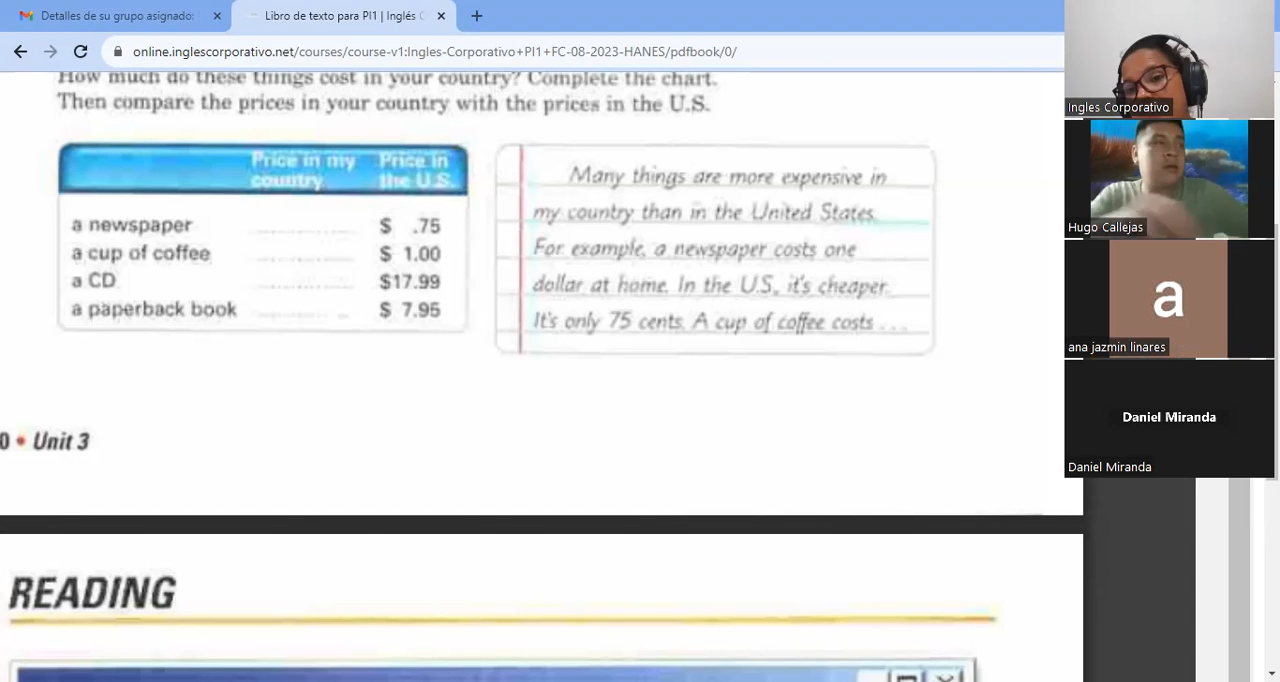 Detalles de su grupo asignado:
Libro de texto para PI1 | Inglés C
online.inglescorporativo.net/courses/course-v1:Ingles-Corporativo+PI1+FC-08-2023-HANES/pdfbook/0/
How much do these things cost in your country? Complete the chart.
Then compare the prices in your country with the prices in the U.S.
Price in my country
Price in the U.S.
a newspaper $ .75
a cup of coffee $ 1.00
a CD $17.99
a paperback book $ 7.95
Many things are more expensive in
my country than in the United States.
For example, a newspaper costs one
dollar at home. In the U.S., it's cheaper.
It's only 75 cents. A cup of coffee costs . . .
0 • Unit 3
READING
Ingles Corporativo
Hugo Callejas
a
ana jazmin linares
Daniel Miranda
Daniel Miranda